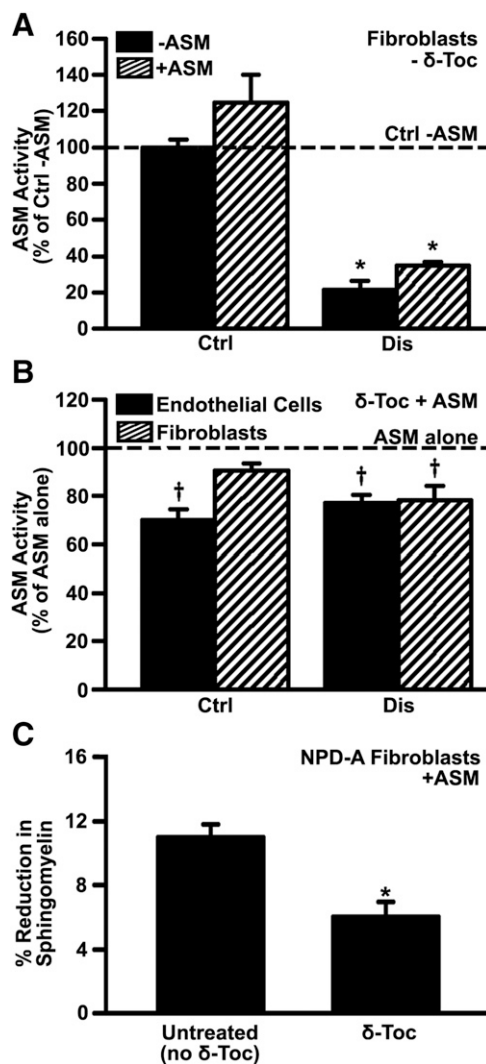 A
160
140
120
100
80
60
40
20
0
ASM Activity
(% of Ctrl -ASM)
-ASM
+ASM
Fibroblasts
- δ-Toc
Ctrl -ASM
*
*
Ctrl
Dis
B
120
100
80
60
40
20
0
ASM Activity
(% of ASM alone)
Endothelial Cells
Fibroblasts
δ-Toc + ASM
ASM alone
†
†
†
Ctrl
Dis
C
16
12
8
4
0
% Reduction in
Sphingomyelin
NPD-A Fibroblasts
+ASM
*
Untreated
(no δ-Toc)
δ-Toc